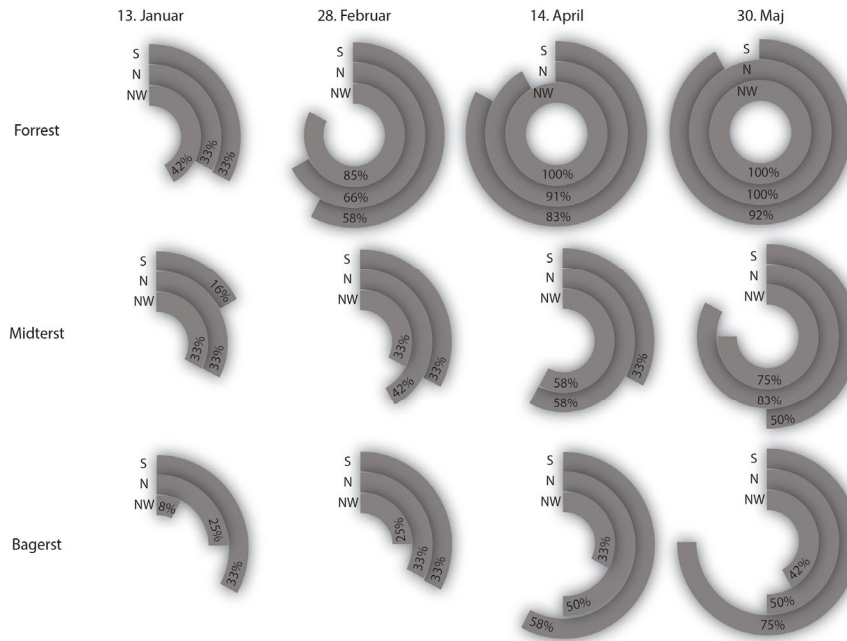 13. Januar 28. Februar 14. April 30. Maj
S S S S
N N N N
NW NW NW NW
Forrest
42% 33% 33%
85% 100% 100%
66% 91% 100%
58% 83% 92%
S S S S
N N N N
NW NW NW NW
16%
Midterst
33% 33% 33% 42% 33% 33%
58% 75%
58% 83%
50%
S S S S
N N N N
NW NW NW NW
8% 25% 25% 33%
Bagerst
33% 33% 33% 42%
50% 50%
58% 75%